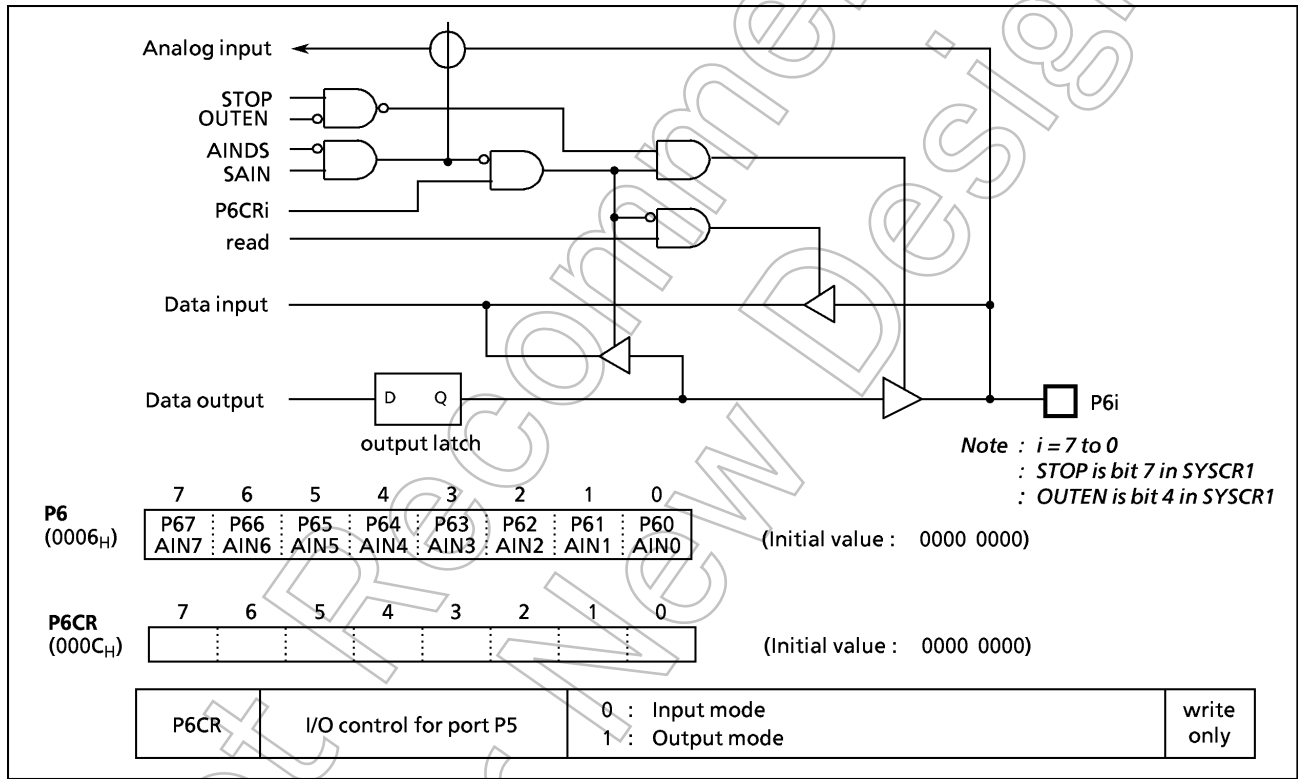 Analog input
STOP
OUTEN
AINDS
SAIN
P6CRi
read
Data input
Data output
D Q
output latch
P6i
Note : i = 7 to 0
: STOP is bit 7 in SYSCR1
: OUTEN is bit 4 in SYSCR1
7 6 5 4 3 2 1 0
P6
(0006H)
P67 P66 P65 P64 P63 P62 P61 P60
AIN7 AIN6 AIN5 AIN4 AIN3 AIN2 AIN1 AIN0
(Initial value : 0000 0000)
7 6 5 4 3 2 1 0
P6CR
(000CH)
(Initial value : 0000 0000)
P6CR
I/O control for port P5
0 : Input mode
1 : Output mode
write
only